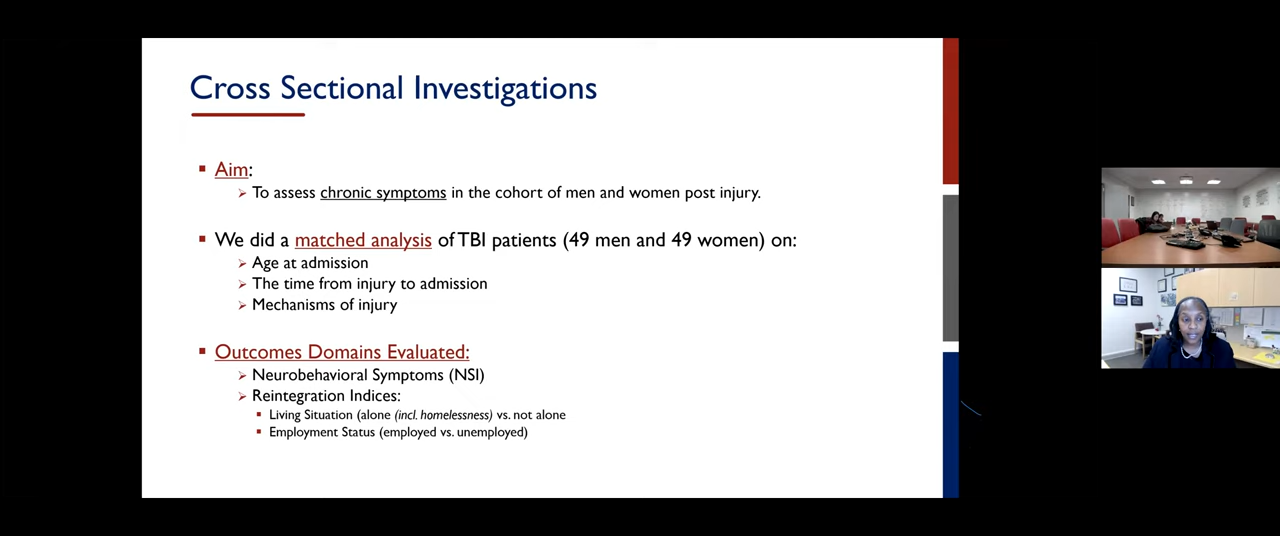 Cross Sectional Investigations
Aim:
To assess chronic symptoms in the cohort of men and women post injury.
We did a matched analysis of TBI patients (49 men and 49 women) on:
Age at admission
The time from injury to admission
Mechanisms of injury
Outcomes Domains Evaluated:
Neurobehavioral Symptoms (NSI)
Reintegration Indices:
Living Situation (alone (incl. homelessness) vs. not alone
Employment Status (employed vs. unemployed)